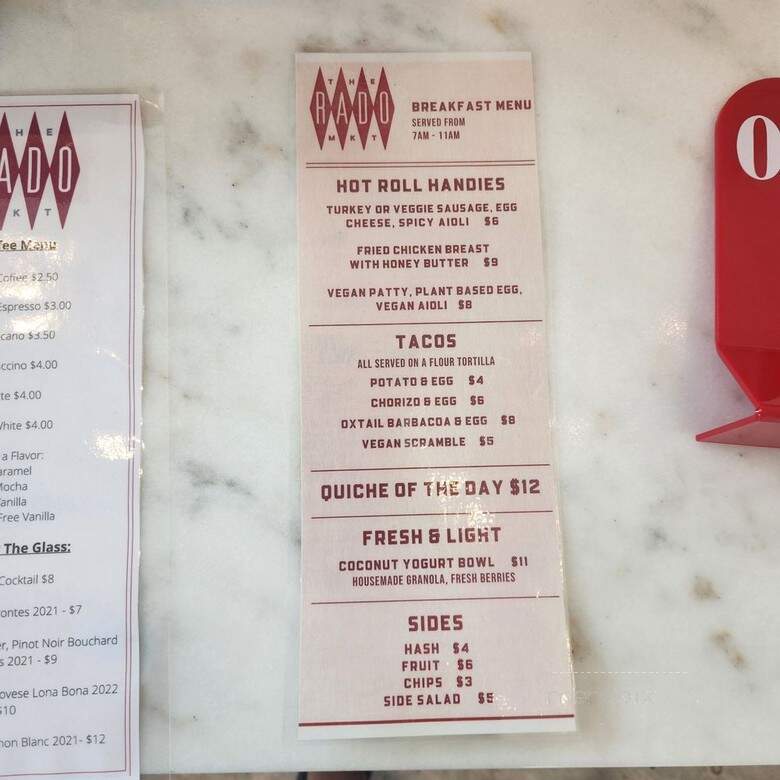 THE
ADO
KT
Coffee $2.50
Espresso $3.00
cano $3.50
ccino $4.00
te $4.00
White $4.00
a Flavor:
aramel
Mocha
anilla
Free Vanilla
The Glass:
Cocktail $8
ontes 2021 - $7
er, Pinot Noir Bouchard
s 2021 - $9
ovese Lona Bona 2022
$10
non Blanc 2021- $12
THE
RADO
MKT
BREAKFAST MENU
SERVED FROM
7AM - 11AM
HOT ROLL HANDIES
TURKEY OR VEGGIE SAUSAGE, EGG
CHEESE, SPICY AIOLI $6
FRIED CHICKEN BREAST
WITH HONEY BUTTER $9
VEGAN PATTY, PLANT BASED EGG,
VEGAN AIOLI $8
TACOS
ALL SERVED ON A FLOUR TORTILLA
POTATO & EGG $4
CHORIZO & EGG $6
OXTAIL BARBACOA & EGG $8
VEGAN SCRAMBLE $5
QUICHE OF THE DAY $12
FRESH & LIGHT
COCONUT YOGURT BOWL $11
HOUSEMADE GRANOLA, FRESH BERRIES
SIDES
HASH $4
FRUIT $6
CHIPS $3
SIDE SALAD $5
0